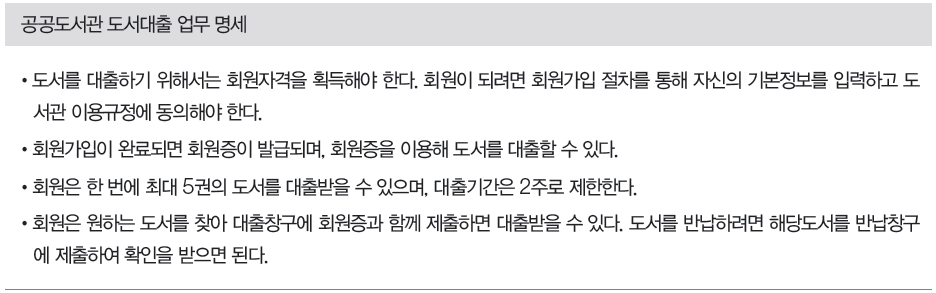 공공도서관 도서대출 업무 명세
• 도서를 대출하기 위해서는 회원자격을 획득해야 한다. 회원이 되려면 회원가입 절차를 통해 자신의 기본정보를 입력하고 도
서관 이용규정에 동의해야 한다.
• 회원가입이 완료되면 회원증이 발급되며, 회원증을 이용해 도서를 대출할 수 있다.
• 회원은 한 번에 최대 5권의 도서를 대출받을 수 있으며, 대출기간은 2주로 제한한다.
• 회원은 원하는 도서를 찾아 대출창구에 회원증과 함께 제출하면 대출받을 수 있다. 도서를 반납하려면 해당도서를 반납창구
에 제출하여 확인을 받으면 된다.